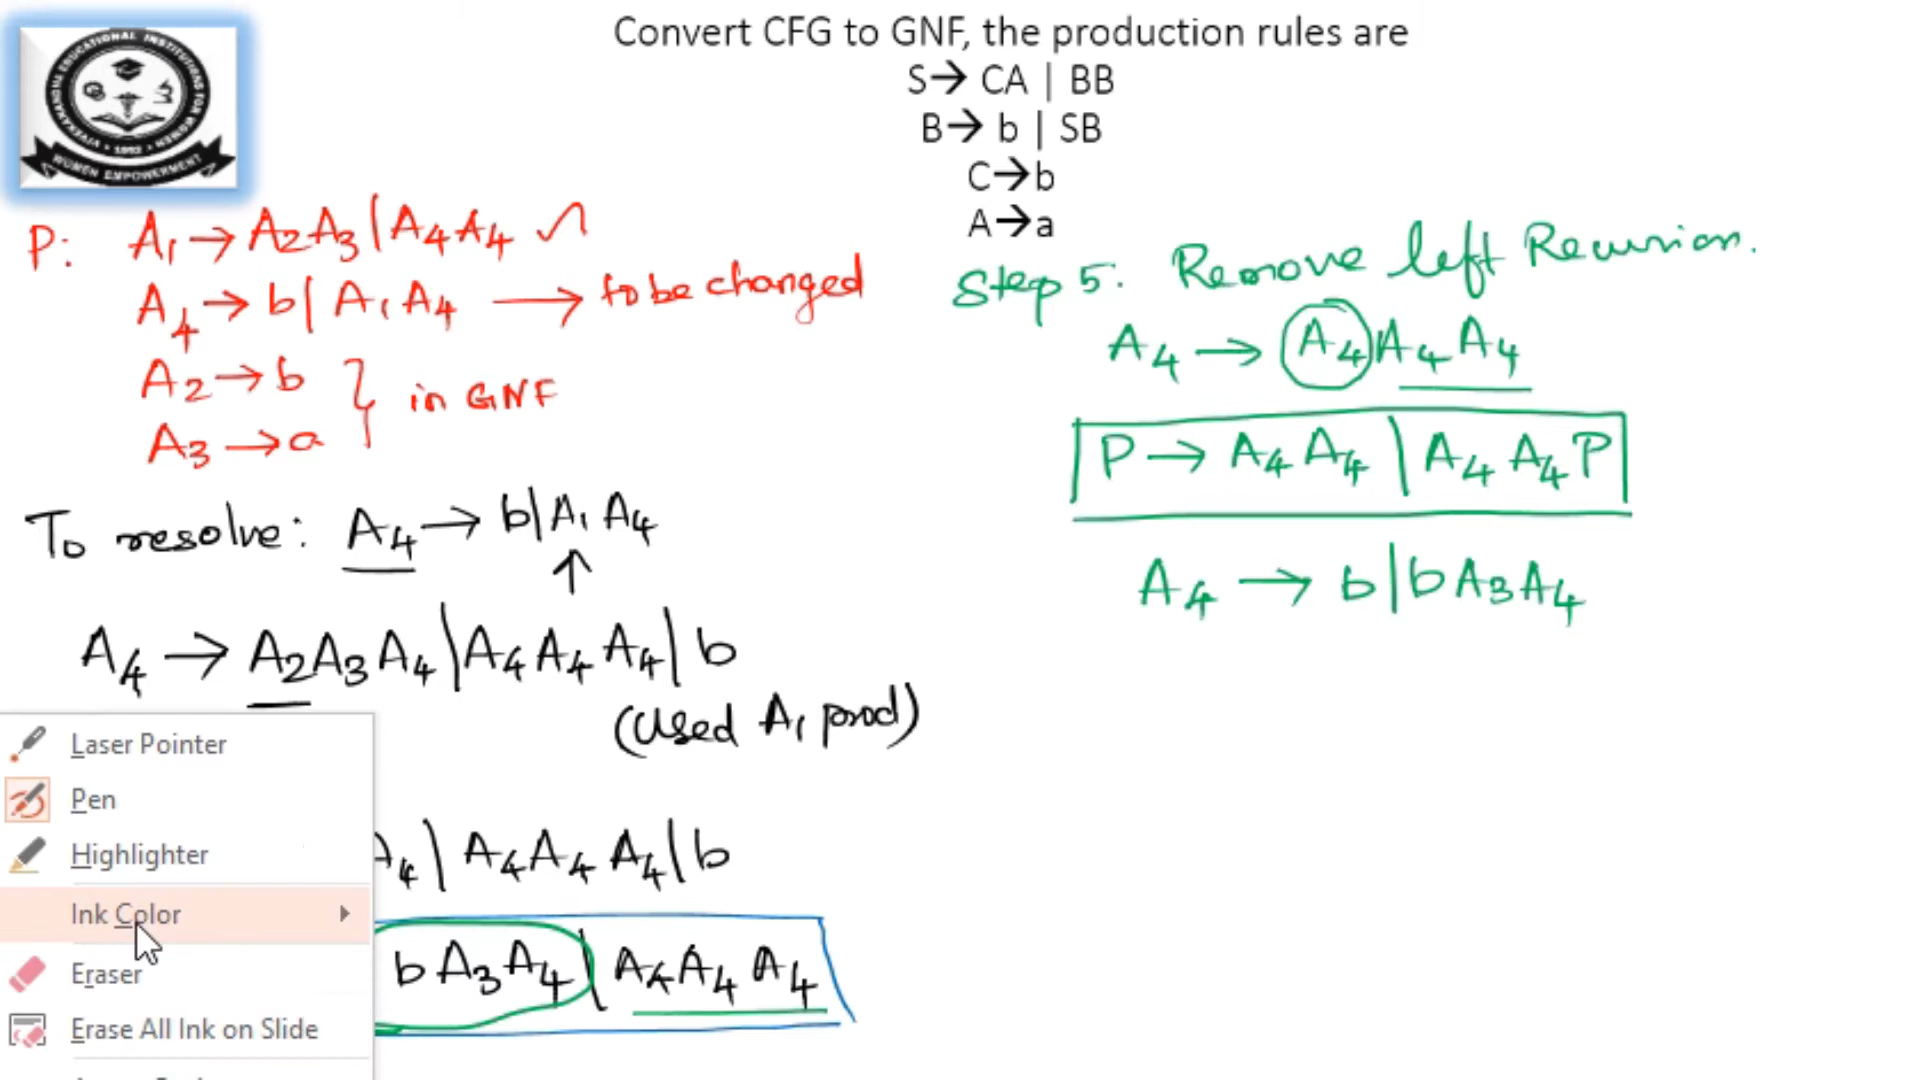 Convert CFG to GNF, the production rules are
S→ CA | BB
B→ b | SB
C→b
A→a
WOMEN EMPOWERMENT
P: A₁ → A₂A₃ | A₄A₄
A₄ → b | A₁A₄ → to be changed
A₂ → b
A₃ → a } in GNF
To resolve: A₄ → b | A₁A₄
↑
A₄ → A₂A₃A₄ | A₄A₄A₄ | b
(Used A₁ prod)
A₄ | A₄A₄A₄ | b
bA₃A₄ | A₄A₄A₄
Step 5: Remove left Recursion.
A₄ → A₄A₄A₄
P → A₄A₄ | A₄A₄P
A₄ → b | bA₃A₄
Laser Pointer
Pen
Highlighter
Ink Color
Eraser
Erase All Ink on Slide